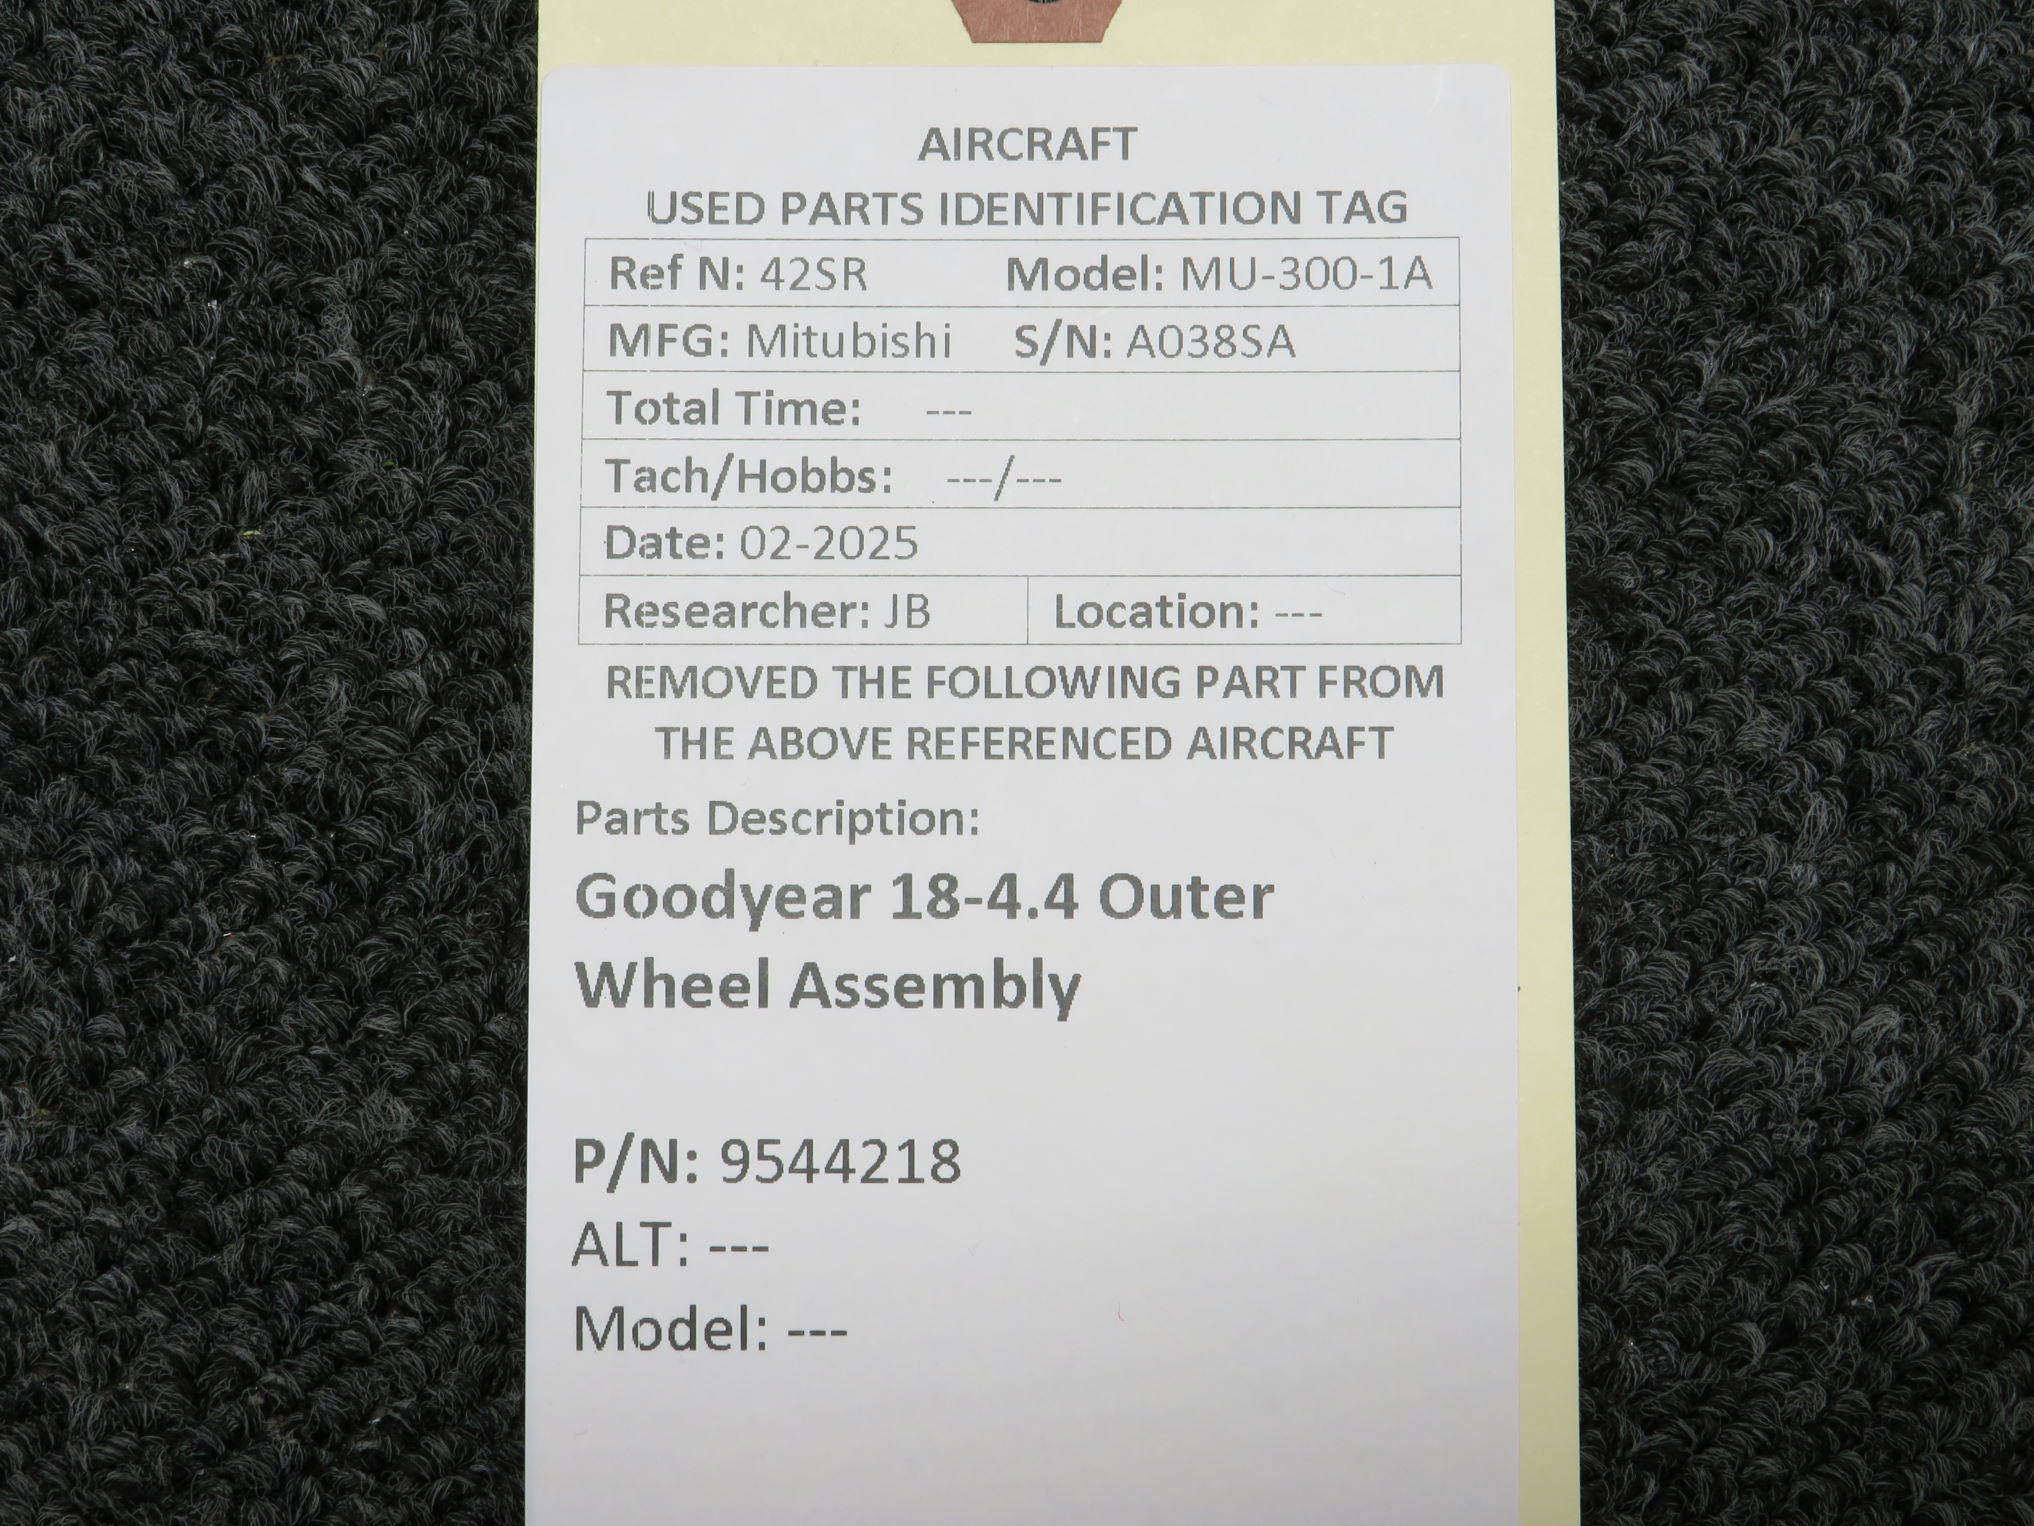 AIRCRAFT
USED PARTS IDENTIFICATION TAG
Ref N: 42SR Model: MU-300-1A
MFG: Mitubishi S/N: A038SA
Total Time: ---
Tach/Hobbs: ---/---
Date: 02-2025
Researcher: JB Location: ---
REMOVED THE FOLLOWING PART FROM
THE ABOVE REFERENCED AIRCRAFT
Parts Description:
Goodyear 18-4.4 Outer
Wheel Assembly
P/N: 9544218
ALT: ---
Model: ---